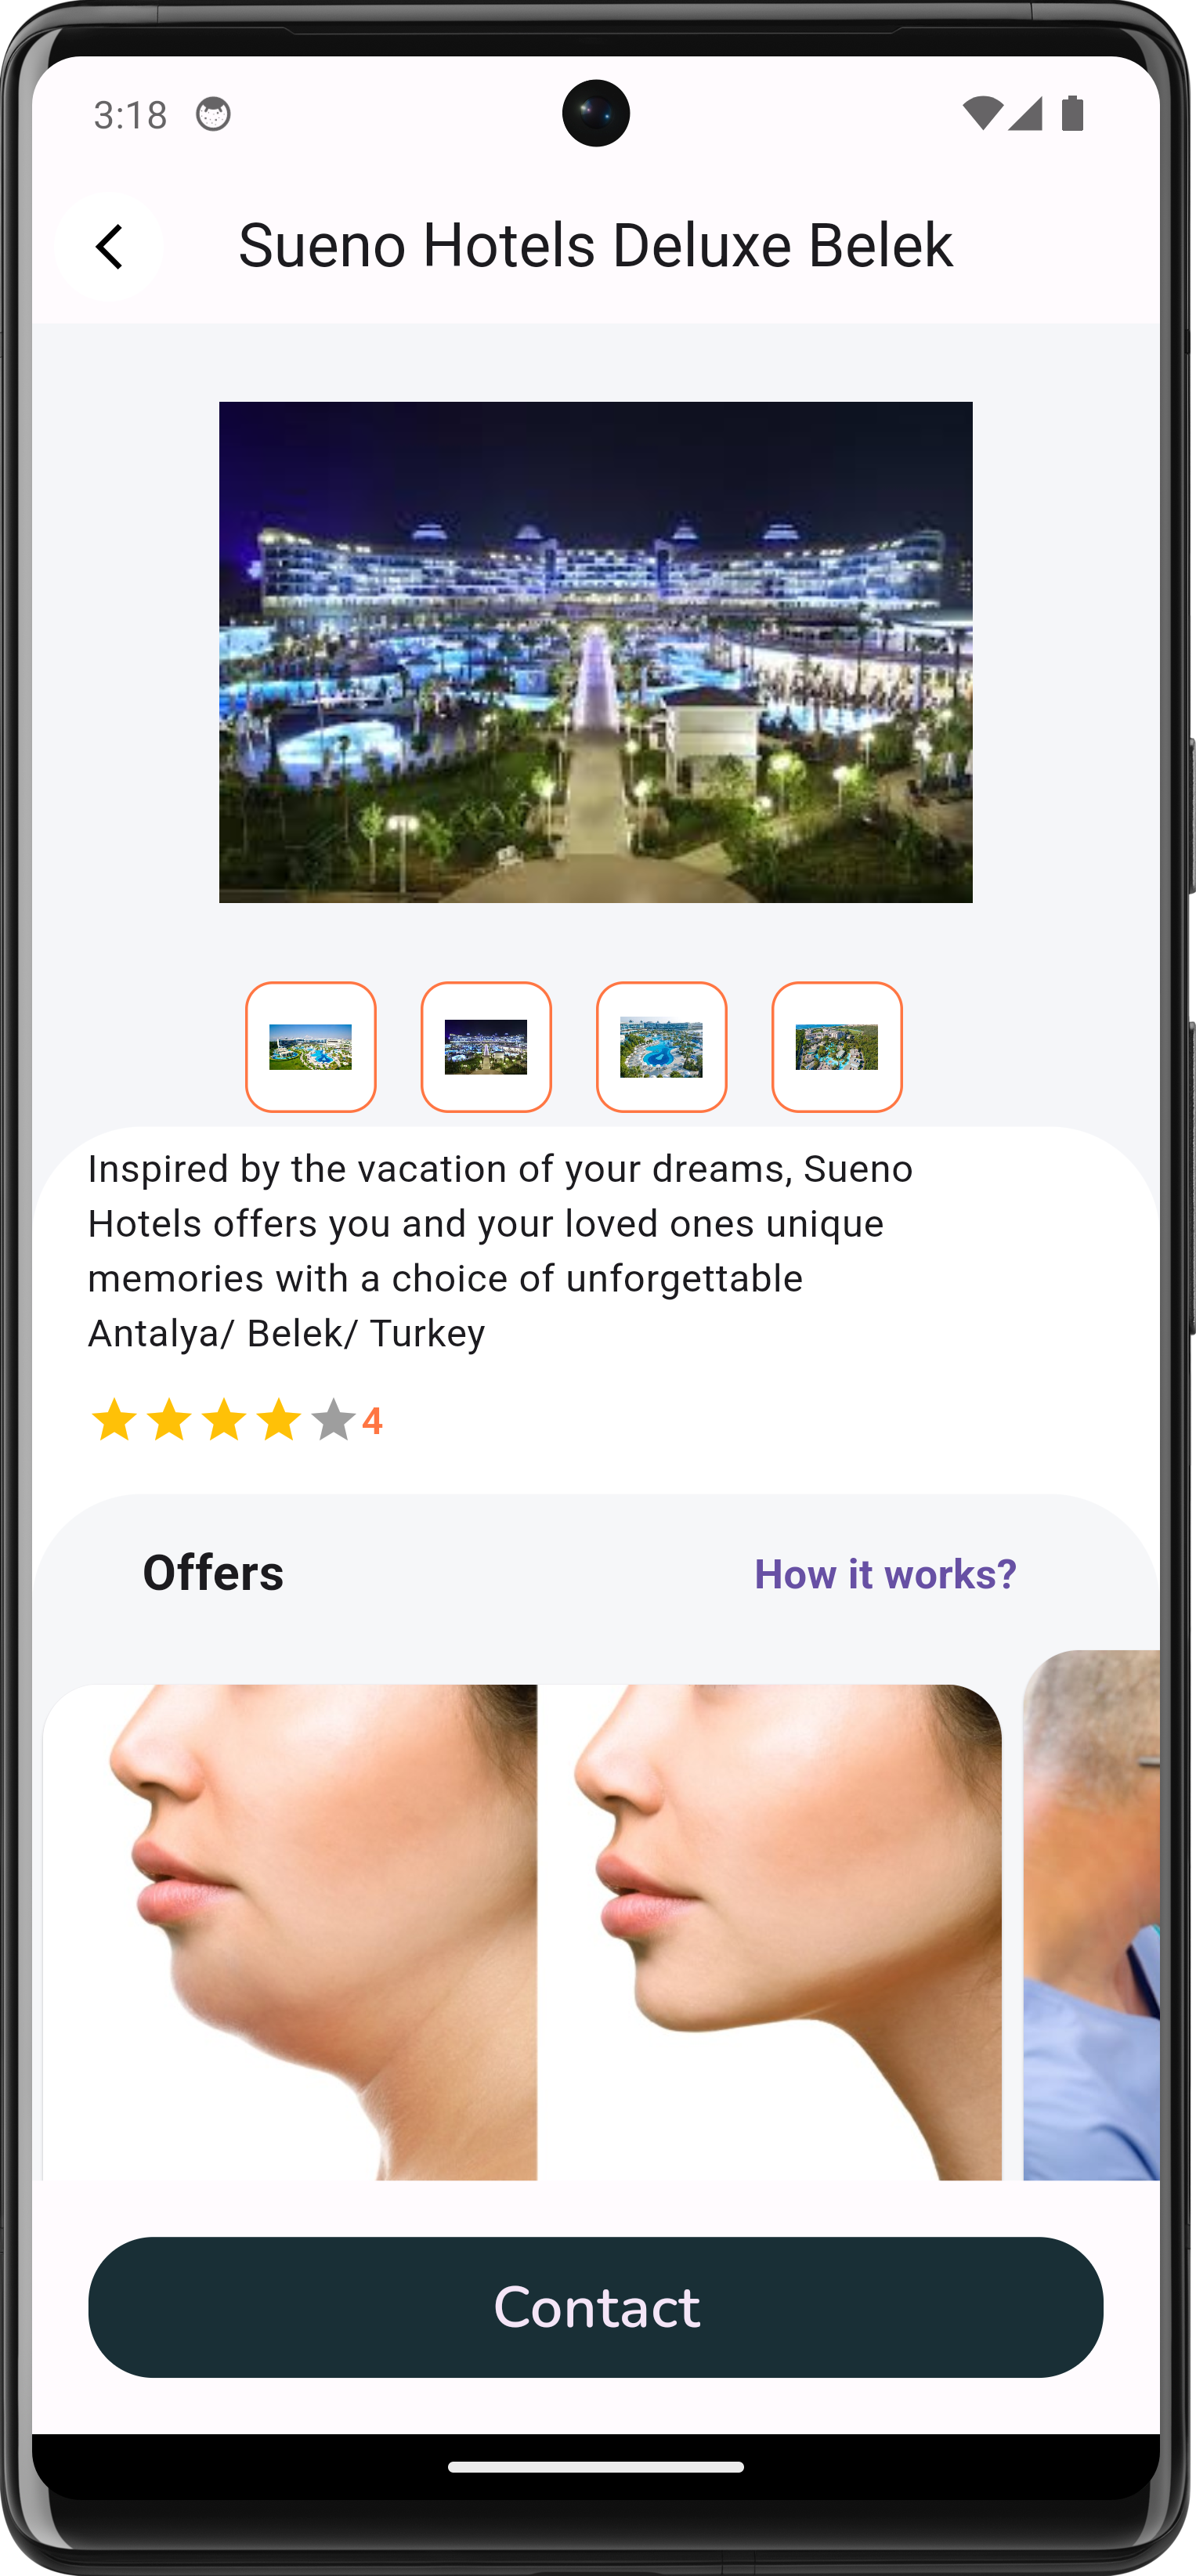 3:18
Sueno Hotels Deluxe Belek
Inspired by the vacation of your dreams, Sueno
Hotels offers you and your loved ones unique
memories with a choice of unforgettable
Antalya/ Belek/ Turkey
4
Offers
How it works?
Contact